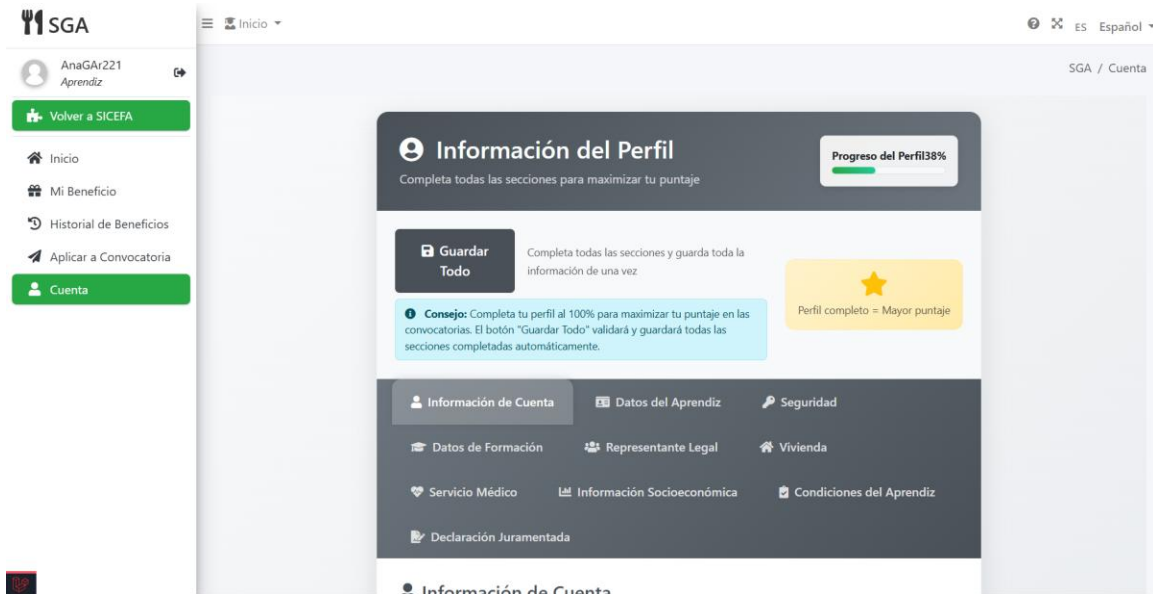 SGA
Inicio
ES Español
AnaGAr221
Aprendiz
SGA / Cuenta
Volver a SICEFA
Inicio
Mi Beneficio
Historial de Beneficios
Aplicar a Convocatoria
Cuenta
Información del Perfil
Completa todas las secciones para maximizar tu puntaje
Progreso del Perfil38%
Guardar
Todo
Completa todas las secciones y guarda toda la
información de una vez
Consejo: Completa tu perfil al 100% para maximizar tu puntaje en las
convocatorias. El botón "Guardar Todo" validará y guardará todas las
secciones completadas automáticamente.
Perfil completo = Mayor puntaje
Información de Cuenta
Datos del Aprendiz
Seguridad
Datos de Formación
Representante Legal
Vivienda
Servicio Médico
Información Socioeconómica
Condiciones del Aprendiz
Declaración Juramentada
Información de Cuenta